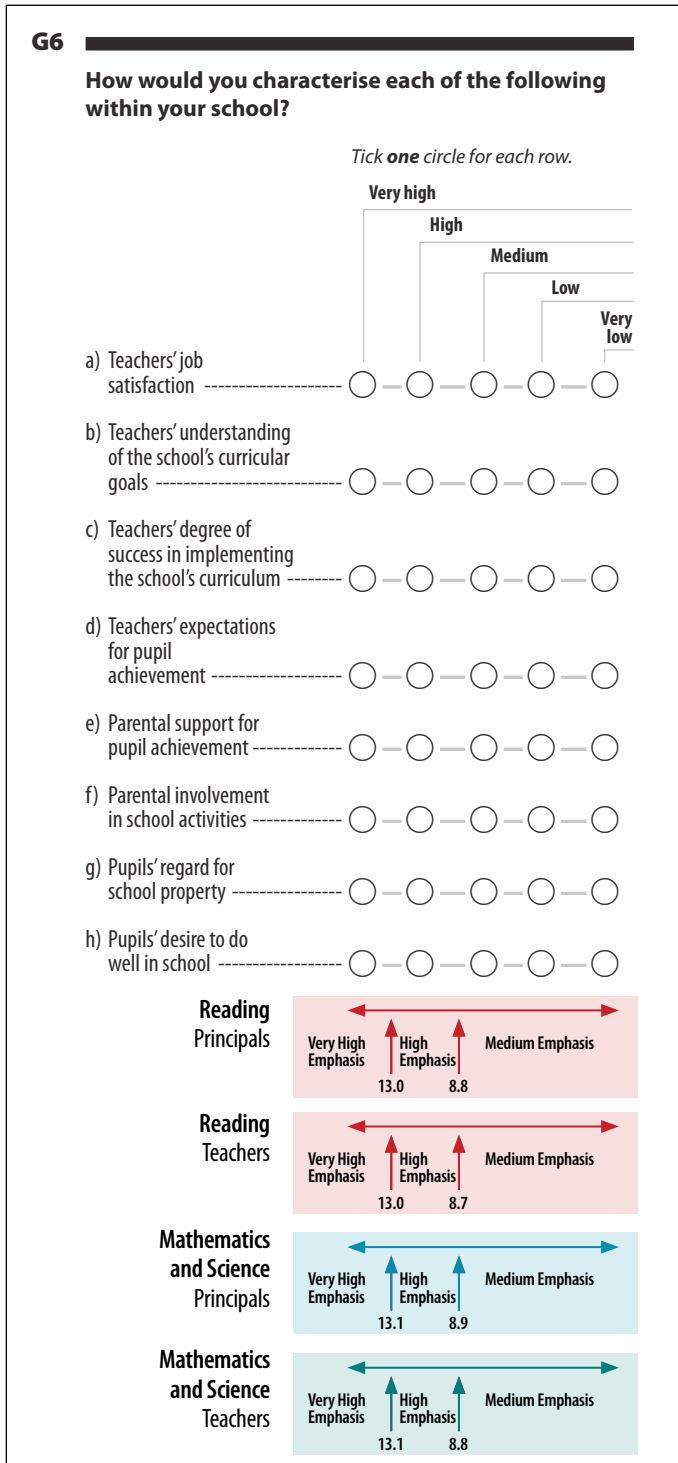 G6
How would you characterise each of the following
within your school?
Tick one circle for each row.
Very high
High
Medium
Low
Very
low
a) Teachers' job
satisfaction --------------------
b) Teachers' understanding
of the school's curricular
goals ---------------------------
c) Teachers' degree of
success in implementing
the school's curriculum --------
d) Teachers' expectations
for pupil
achievement -------------------
e) Parental support for
pupil achievement -------------
f) Parental involvement
in school activities -------------
g) Pupils' regard for
school property ----------------
h) Pupils' desire to do
well in school ------------------
Reading
Principals
Very High
Emphasis
High
Emphasis
Medium Emphasis
13.0 8.8
Reading
Teachers
Very High
Emphasis
High
Emphasis
Medium Emphasis
13.0 8.7
Mathematics
and Science
Principals
Very High
Emphasis
High
Emphasis
Medium Emphasis
13.1 8.9
Mathematics
and Science
Teachers
Very High
Emphasis
High
Emphasis
Medium Emphasis
13.1 8.8